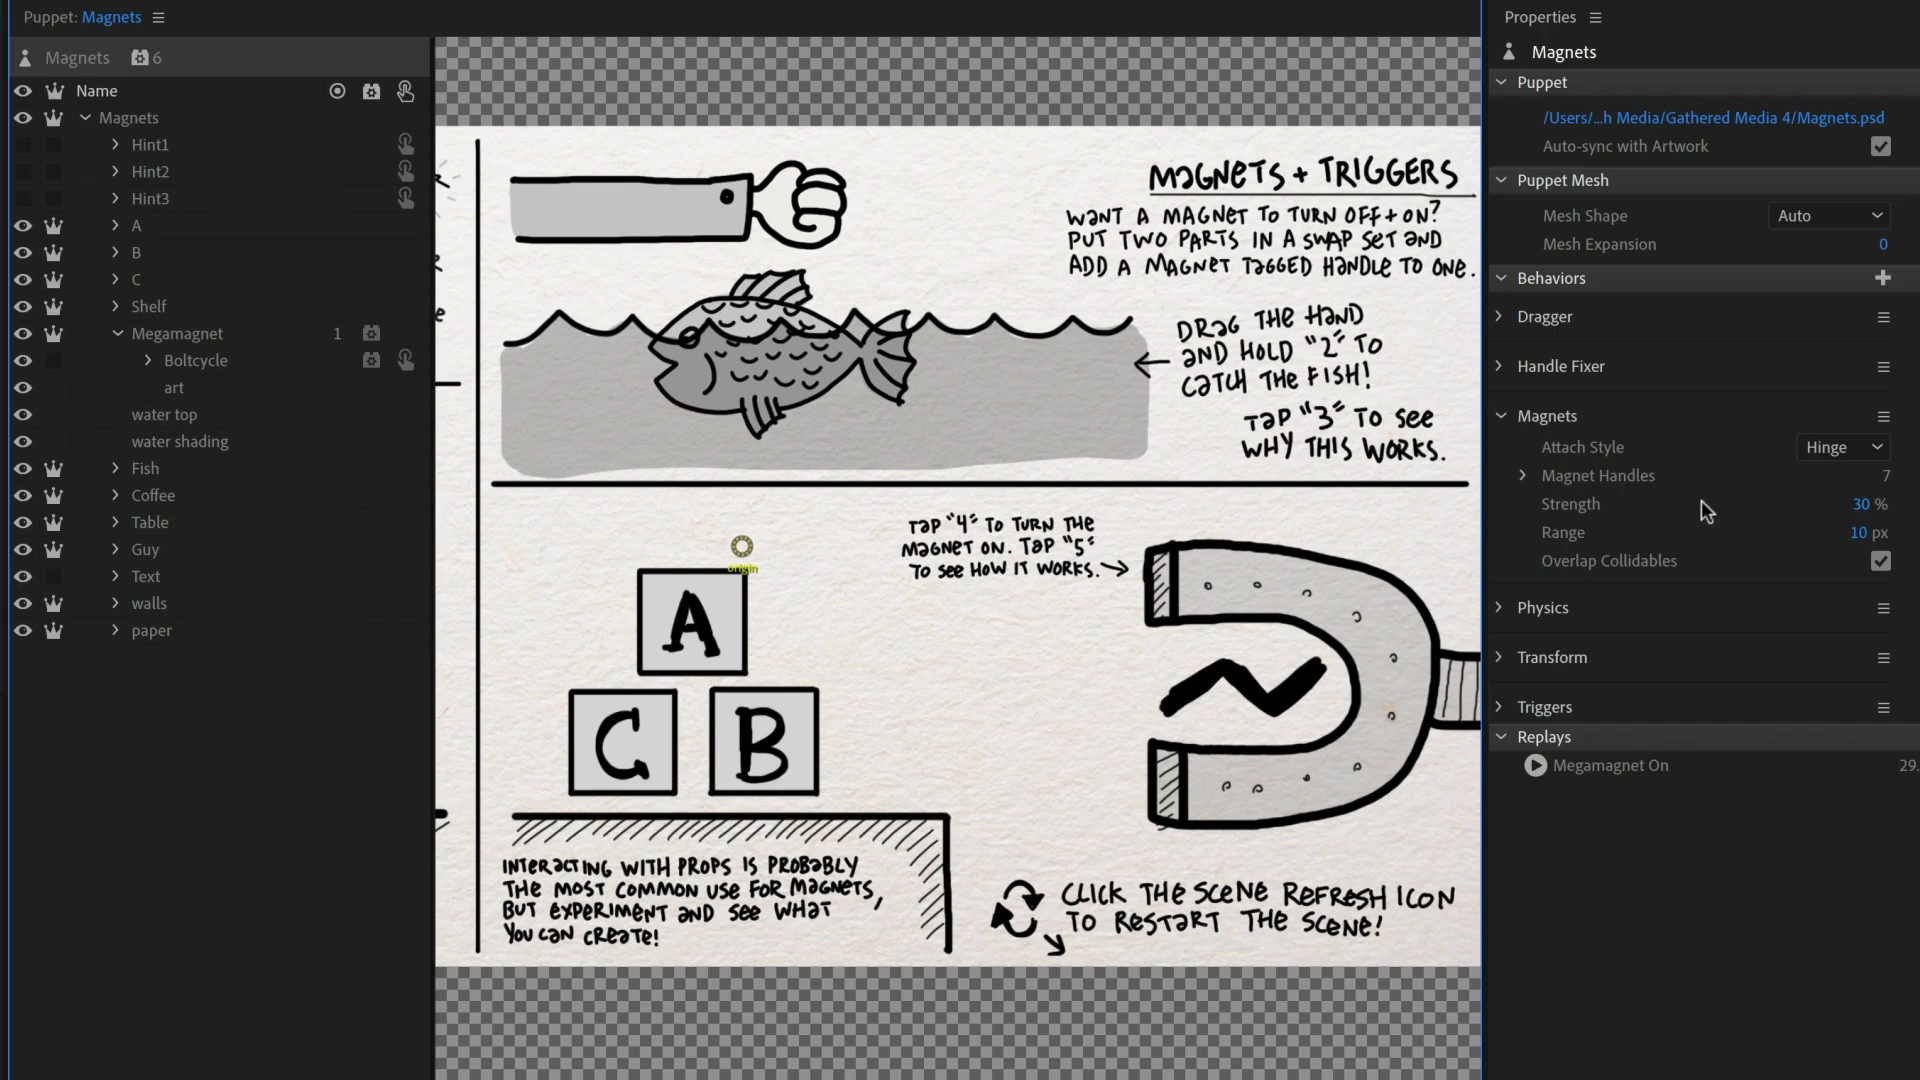 Puppet: Magnets
Magnets 6
Name
Magnets
Hint1
Hint2
Hint3
A
B
C
Shelf
Megamagnet 1
Boltcycle
art
water top
water shading
Fish
Coffee
Table
Guy
Text
walls
paper
MAGNETS + TRIGGERS
WANT A MAGNET TO TURN OFF + ON?
PUT TWO PARTS IN A SWAP SET AND
ADD A MAGNET TAGGED HANDLE TO ONE.
DRAG THE HAND
AND HOLD "2" TO
CATCH THE FISH!
TAP "3" TO SEE
WHY THIS WORKS.
TAP "4" TO TURN THE
MAGNET ON. TAP "5"
TO SEE HOW IT WORKS.
origin
A
C B
INTERACTING WITH PROPS IS PROBABLY
THE MOST COMMON USE FOR MAGNETS,
BUT EXPERIMENT AND SEE WHAT
YOU CAN CREATE!
CLICK THE SCENE REFRESH ICON
TO RESTART THE SCENE!
Properties
Magnets
Puppet
/Users/...h Media/Gathered Media 4/Magnets.psd
Auto-sync with Artwork
Puppet Mesh
Mesh Shape Auto
Mesh Expansion 0
Behaviors
Dragger
Handle Fixer
Magnets
Attach Style Hinge
Magnet Handles 7
Strength 30 %
Range 10 px
Overlap Collidables
Physics
Transform
Triggers
Replays
Megamagnet On 29.